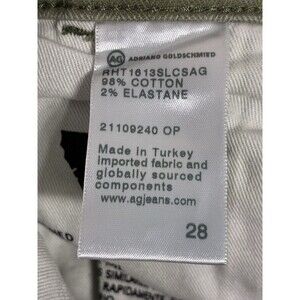 AG ADRIANO GOLDSCHMIED
RHT1613SLCSAG
98% COTTON
2% ELASTANE
21109240 OP
Made in Turkey
Imported fabric and
globally sourced
components
www.agjeans.com
28
RAPIDAMENTE